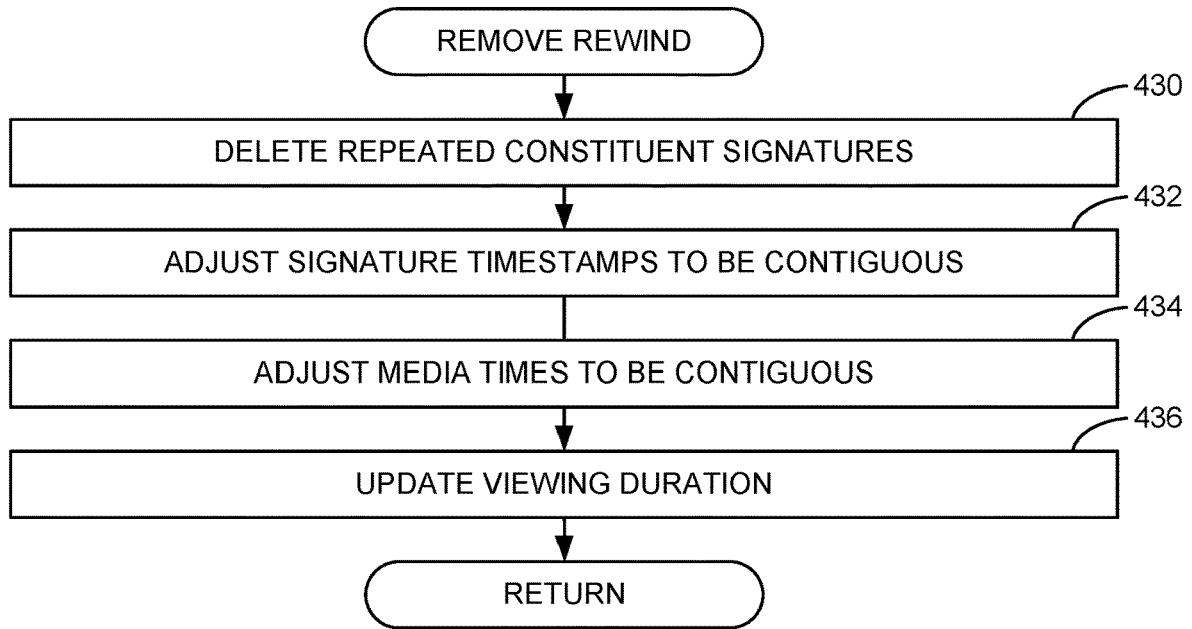 REMOVE REWIND
430
DELETE REPEATED CONSTITUENT SIGNATURES
432
ADJUST SIGNATURE TIMESTAMPS TO BE CONTIGUOUS
434
ADJUST MEDIA TIMES TO BE CONTIGUOUS
436
UPDATE VIEWING DURATION
RETURN